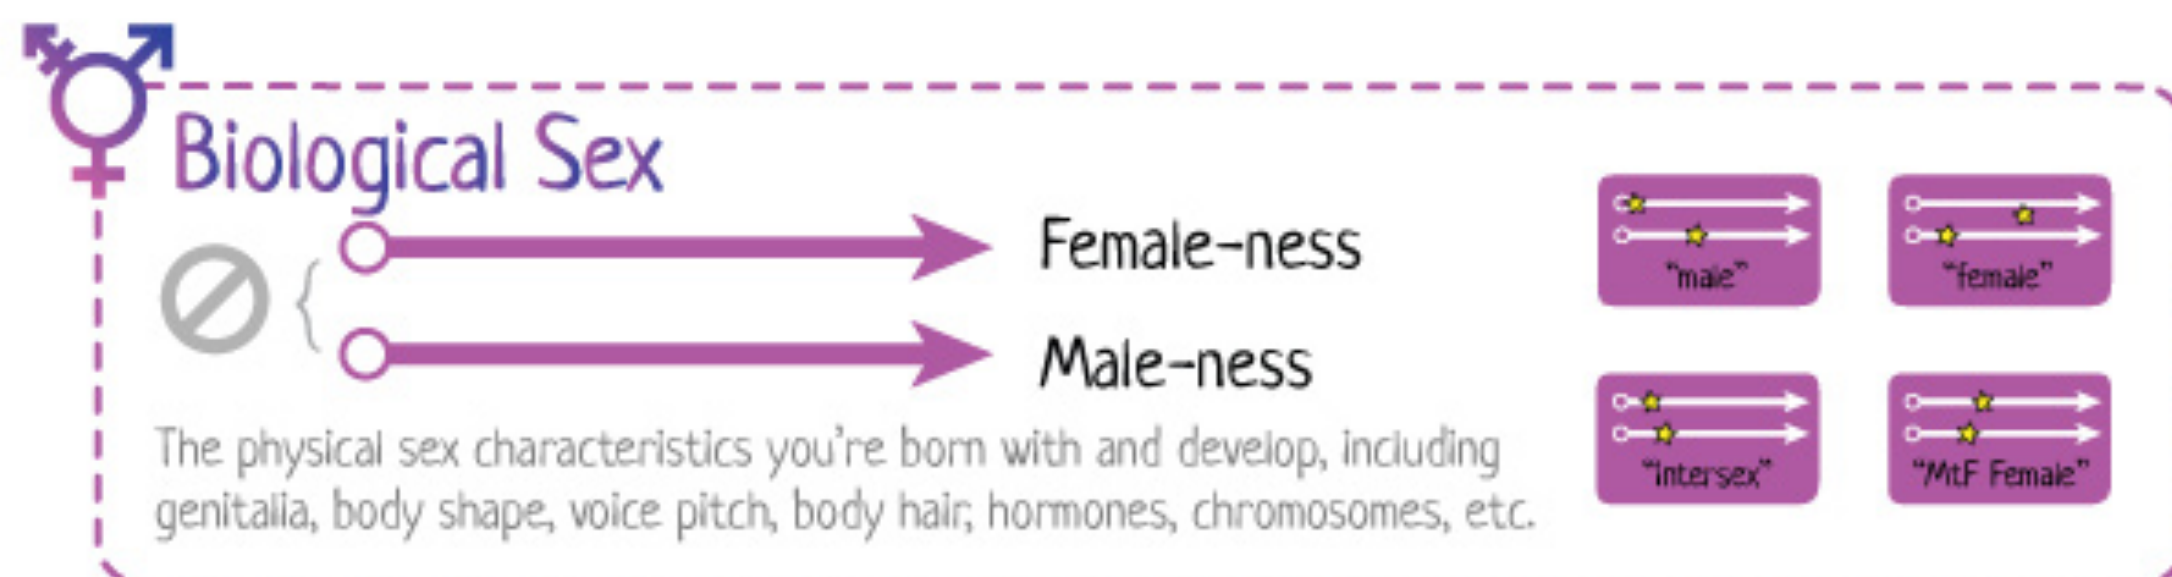 Biological Sex
Female-ness
Male-ness
The physical sex characteristics you're born with and develop, including
genitalia, body shape, voice pitch, body hair, hormones, chromosomes, etc.
"male"
"female"
"intersex"
"MtF Female"